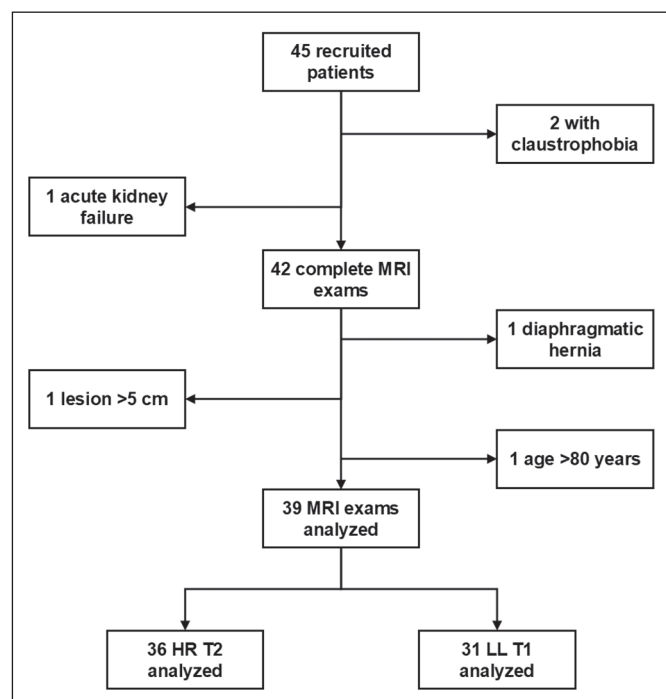 45 recruited
patients
2 with
claustrophobia
1 acute kidney
failure
42 complete MRI
exams
1 diaphragmatic
hernia
1 lesion >5 cm
1 age >80 years
39 MRI exams
analyzed
36 HR T2
analyzed
31 LL T1
analyzed